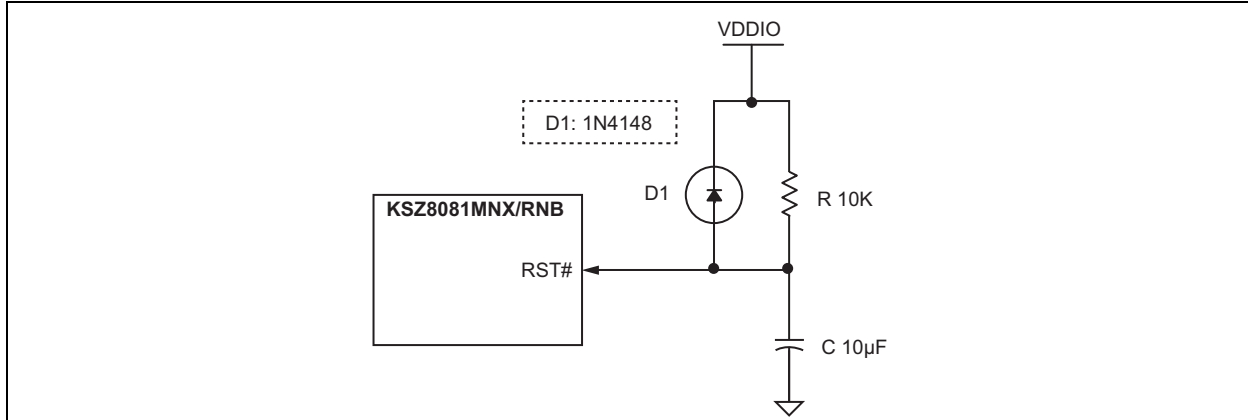 VDDIO
D1: 1N4148
D1
R 10K
KSZ8081MNX/RNB
RST#
C 10µF